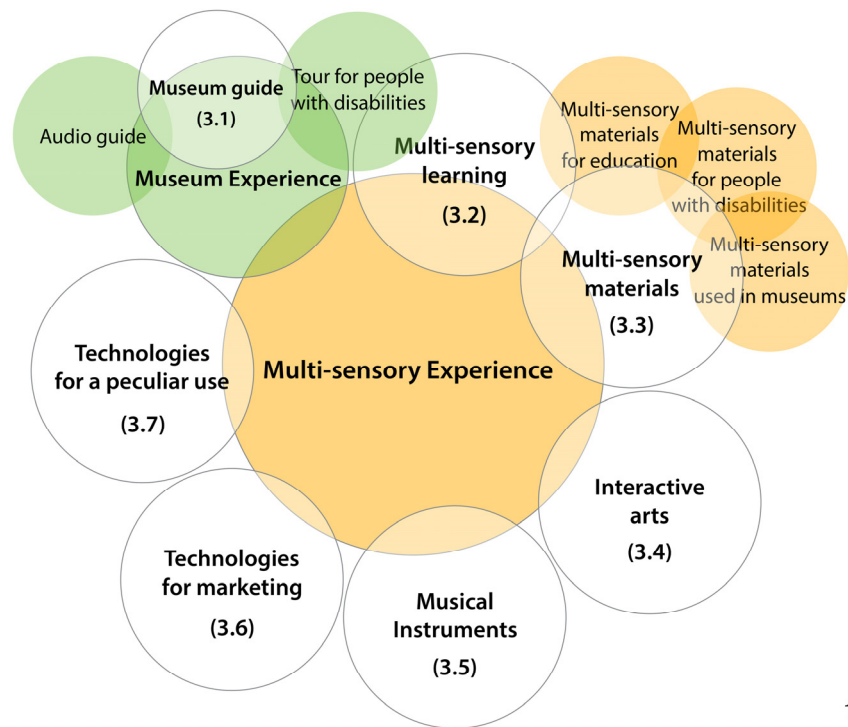 Museum guide
(3.1)
Tour for people
with disabilities
Audio guide
Museum Experience
Multi-sensory
learning
(3.2)
Multi-sensory
materials
for education
Multi-sensory
materials
for people
with disabilities
Multi-sensory
materials
used in museums
Multi-sensory
materials
(3.3)
Technologies
for a peculiar use
(3.7)
Multi-sensory Experience
Interactive
arts
(3.4)
Technologies
for marketing
(3.6)
Musical
Instruments
(3.5)